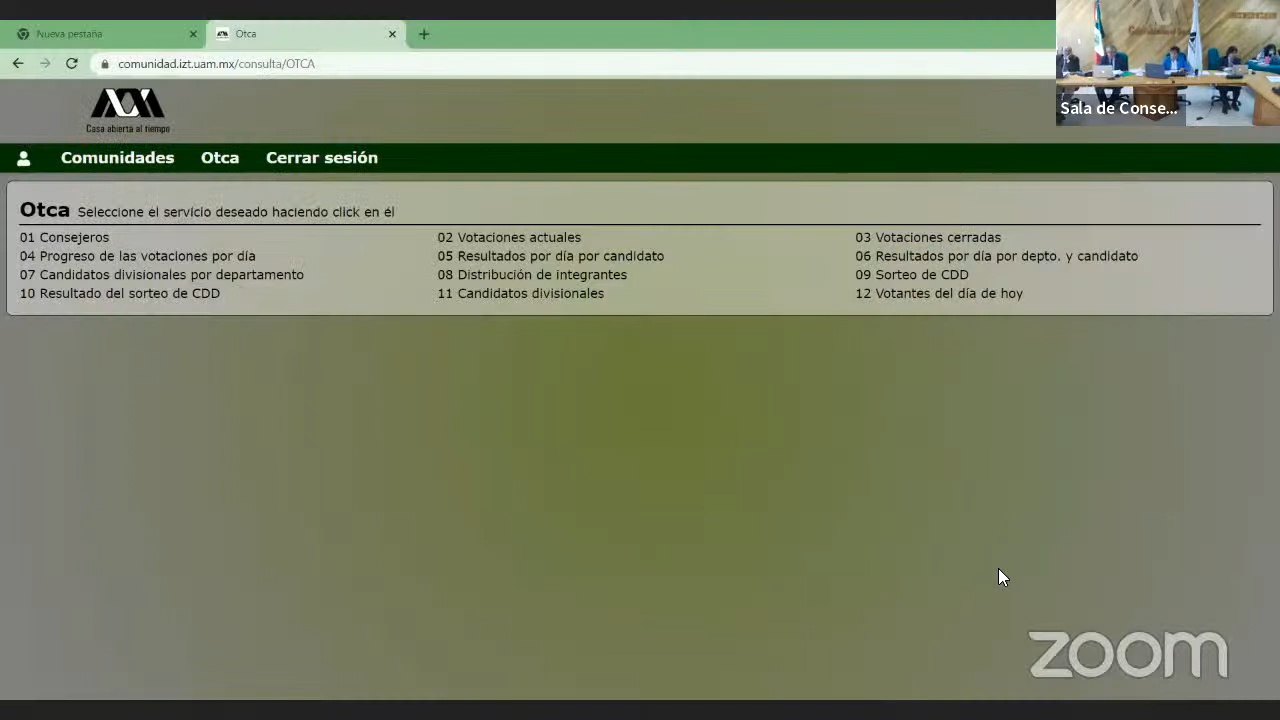 Nueva pestaña
Otca
comunidad.izt.uam.mx/consulta/OTCA
Sala de Conse...
Casa abierta al tiempo
Comunidades Otca Cerrar sesión
Otca Seleccione el servicio deseado haciendo click en él
01 Consejeros 02 Votaciones actuales 03 Votaciones cerradas
04 Progreso de las votaciones por día 05 Resultados por día por candidato 06 Resultados por día por depto. y candidato
07 Candidatos divisionales por departamento 08 Distribución de integrantes 09 Sorteo de CDD
10 Resultado del sorteo de CDD 11 Candidatos divisionales 12 Votantes del día de hoy
zoom